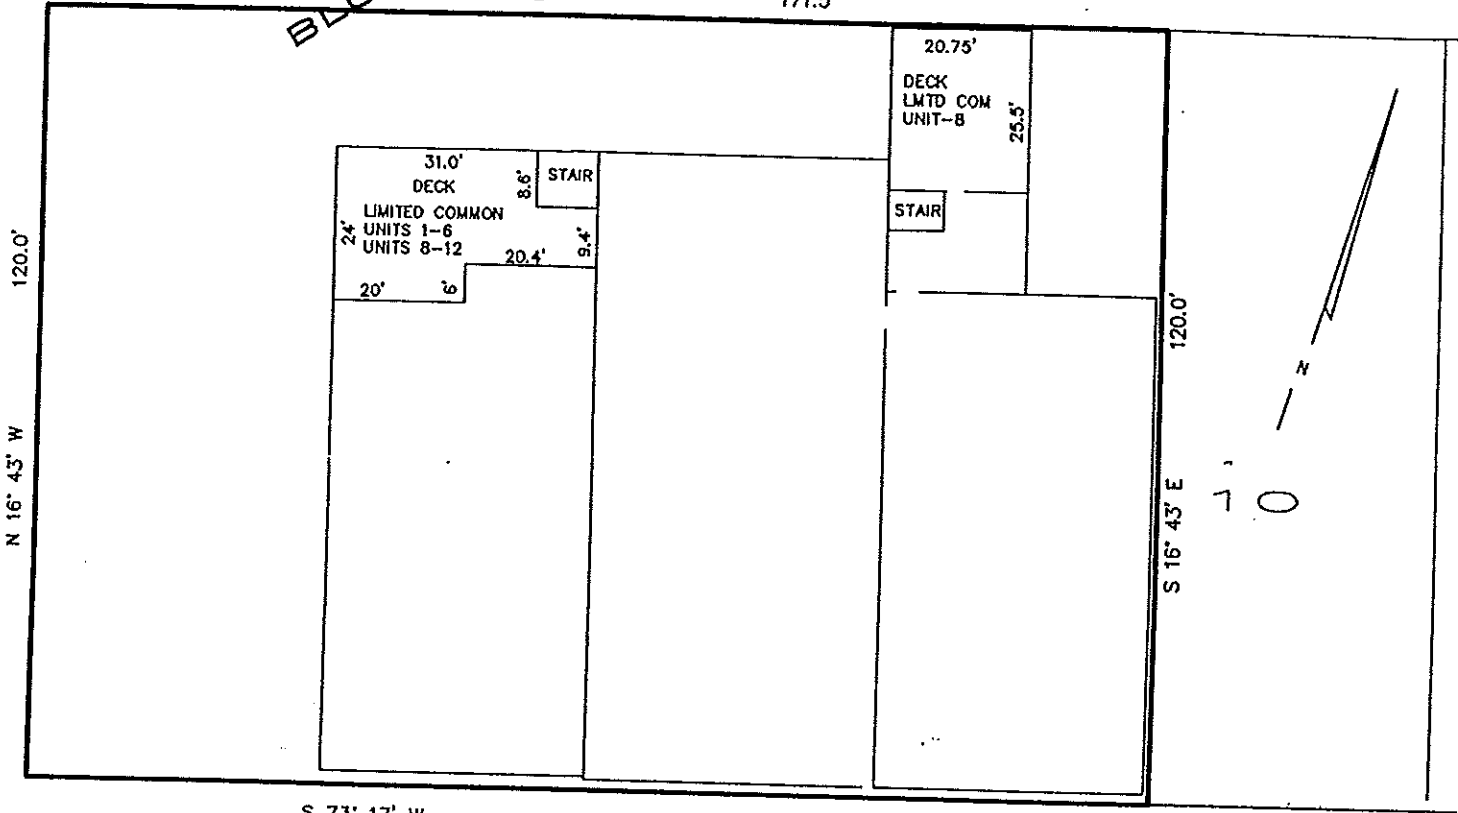 20.75'
DECK
LMTD COM
UNIT-8
25.5'
31.0'
DECK
8.6'
STAIR
LIMITED COMMON
UNITS 1-6
UNITS 8-12
24'
20.4'
9.4'
20'
6'
STAIR
120.0'
N 16° 43' W
120.0'
S 16° 43' E
N